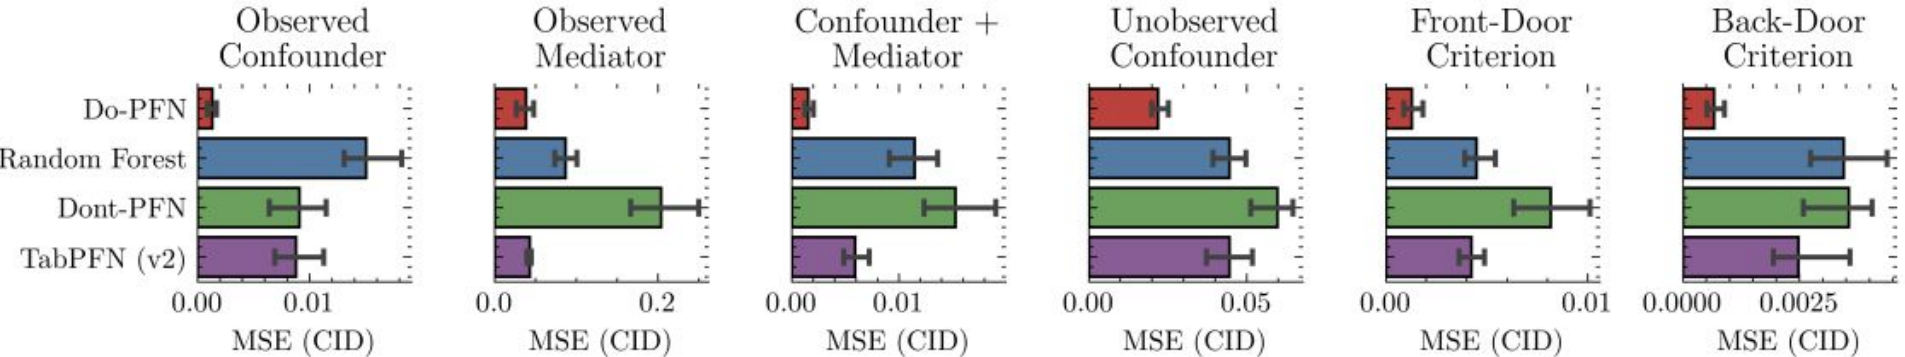 Observed
Confounder
Observed
Mediator
Confounder +
Mediator
Unobserved
Confounder
Front-Door
Criterion
Back-Door
Criterion
Do-PFN
Random Forest
Dont-PFN
TabPFN (v2)
0.00 0.01
0.0 0.2
0.00 0.01
0.00 0.05
0.00 0.01
0.0000 0.0025
MSE (CID)
MSE (CID)
MSE (CID)
MSE (CID)
MSE (CID)
MSE (CID)